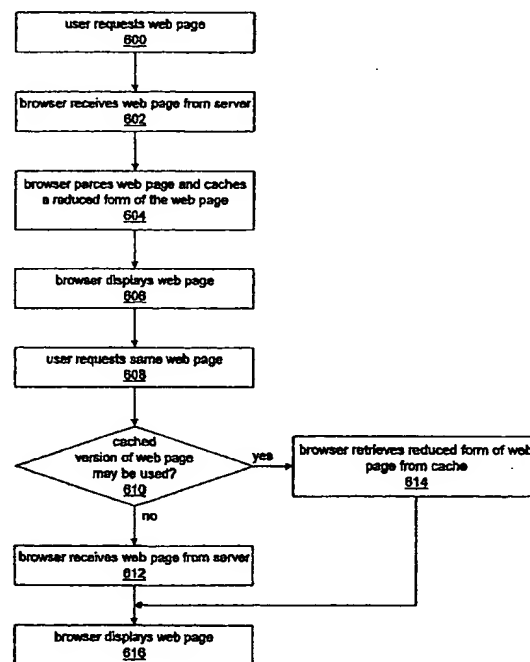 user requests web page
600
browser receives web page from server
602
browser parces web page and caches
a reduced form of the web page
604
browser displays web page
606
user requests same web page
608
cached
version of web page
may be used?
610
yes
browser retrieves reduced form of web
page from cache
614
no
browser receives web page from server
612
browser displays web page
616